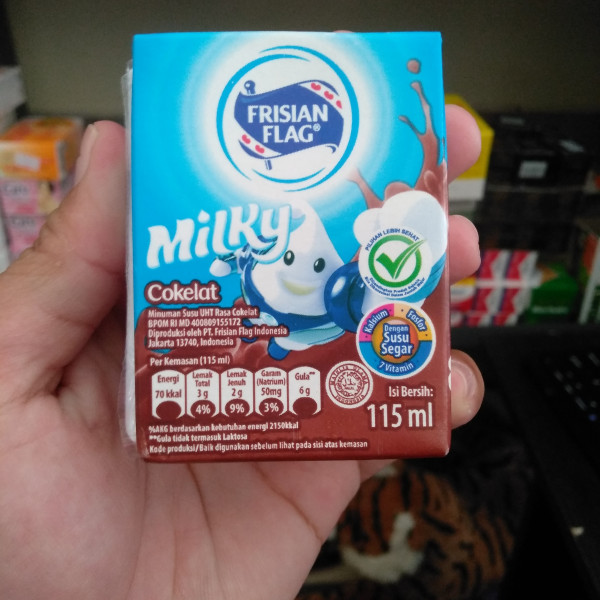 FRISIAN
FLAG®
Milky
Cokelat
Minuman Susu UHT Rasa Cokelat
BPOM RI MD 400809155172
Diproduksi oleh PT. Frisian Flag Indonesia
Jakarta 13740, Indonesia
Per Kemasan (115 ml)
Energi
70 kkal
Lemak
Total
3 g
4%
Lemak
Jenuh
2 g
9%
Garam
(Natrium)
50mg
3%
Gula**
6 g
%AKG berdasarkan kebutuhan energi 2150kkal
**Gula tidak termasuk Laktosa
Kode produksi/Baik digunakan sebelum lihat pada sisi atas kemasan
PILIHAN LEBIH SEHAT
Kalsium
Fosfor
Dengan
Susu
Segar
7 Vitamin
Isi Bersih:
115 ml